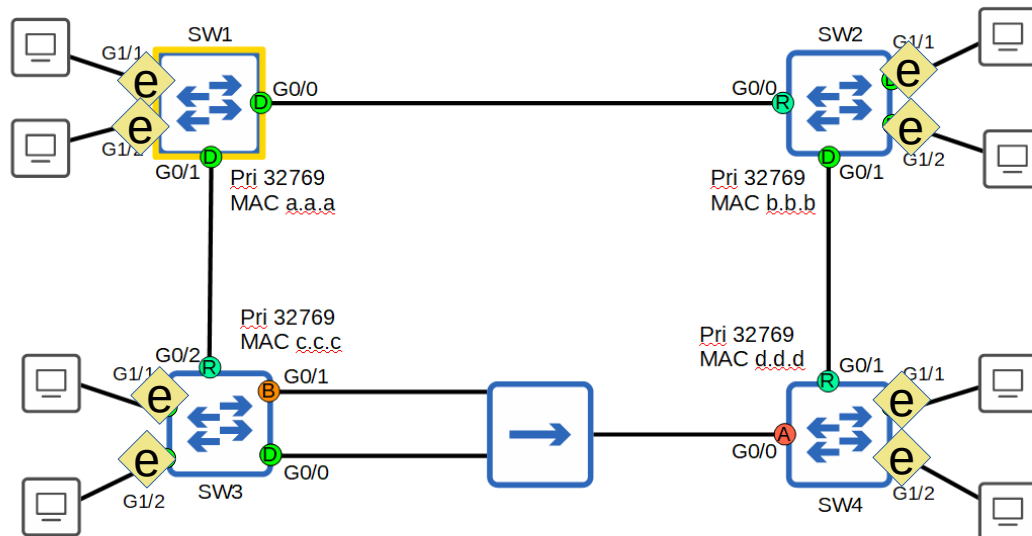 SW1
SW2
G1/1
G1/1
e
e
G0/0
G0/0
D
R
e
e
G1/2
G1/2
D
D
G0/1
G0/1
Pri 32769
MAC a.a.a
Pri 32769
MAC b.b.b
Pri 32769
MAC c.c.c
Pri 32769
MAC d.d.d
G0/2
R
G0/1
R
G1/1
G0/1
G1/1
B
e
e
A
e
D
e
G0/0
G0/0
G1/2
SW3
G1/2
SW4